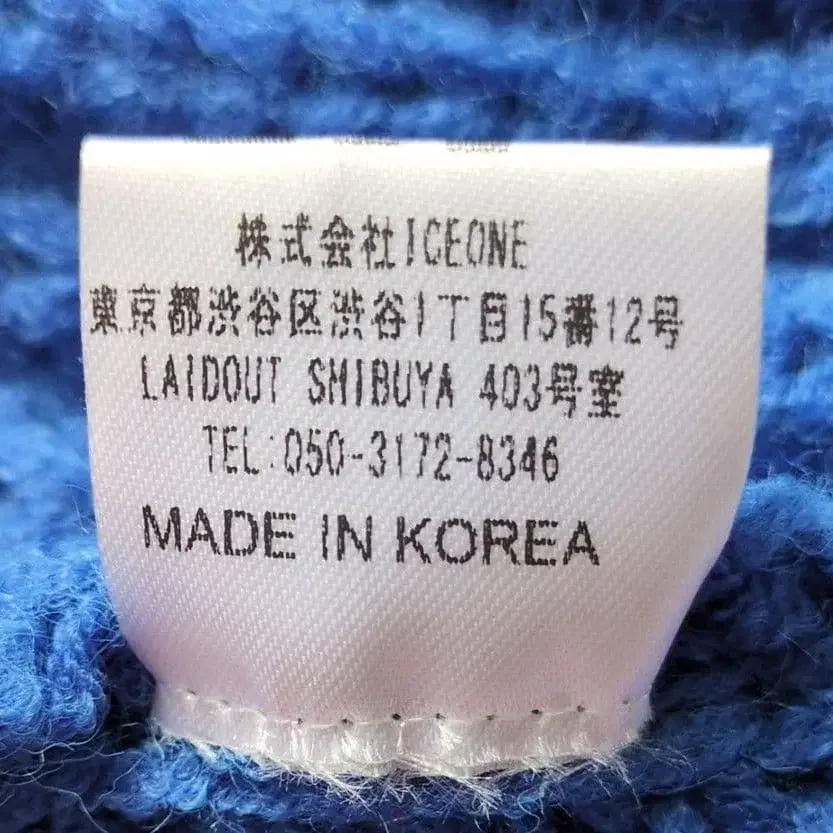 株式会社ICEONE
東京都渋谷区渋谷1丁目15番12号
LAIDOUT SHIBUYA 403号室
TEL:050-3172-8346
MADE IN KOREA